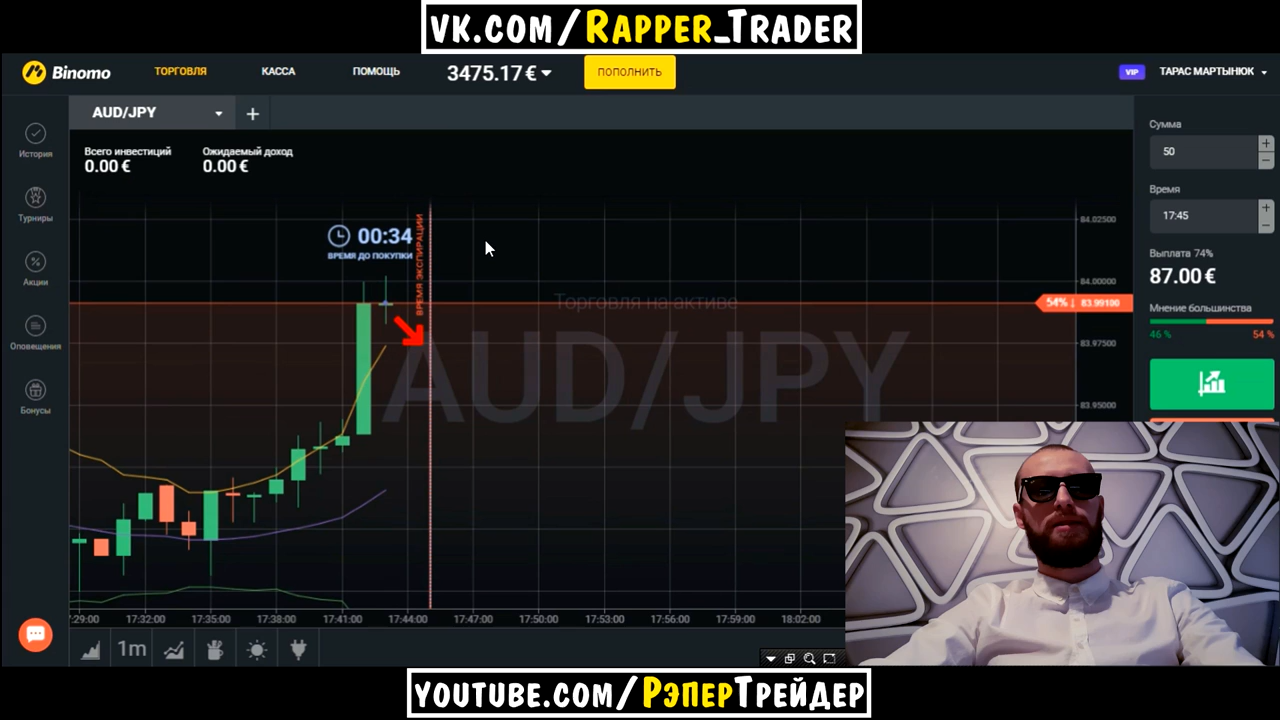 VK.COM/RAPPER_TRADER
Binomo
ТОРГОВЛЯ
КАССА
ПОМОЩЬ
3475.17 €
ПОПОЛНИТЬ
VIP
ТАРАС МАРТЫНЮК
AUD/JPY
+
История
Турниры
Акции
Оповещения
Бонусы
Всего инвестиций
0.00 €
Ожидаемый доход
0.00 €
00:34
ВРЕМЯ ДО ПОКУПКИ
ВРЕМЯ ЭКСПИРАЦИИ
Торговля на активе
AUD/JPY
84.02500
84.00000
54% ↓ 83.99100
83.97500
83.95000
Сумма
50
Время
17:45
Выплата 74%
87.00 €
Мнение большинства
46 %
54 %
17:29:00
17:32:00
17:35:00
17:38:00
17:41:00
17:44:00
17:47:00
17:50:00
17:53:00
17:56:00
17:59:00
18:02:00
1m
YOUTUBE.COM/РЭПЕРТРЕЙДЕР